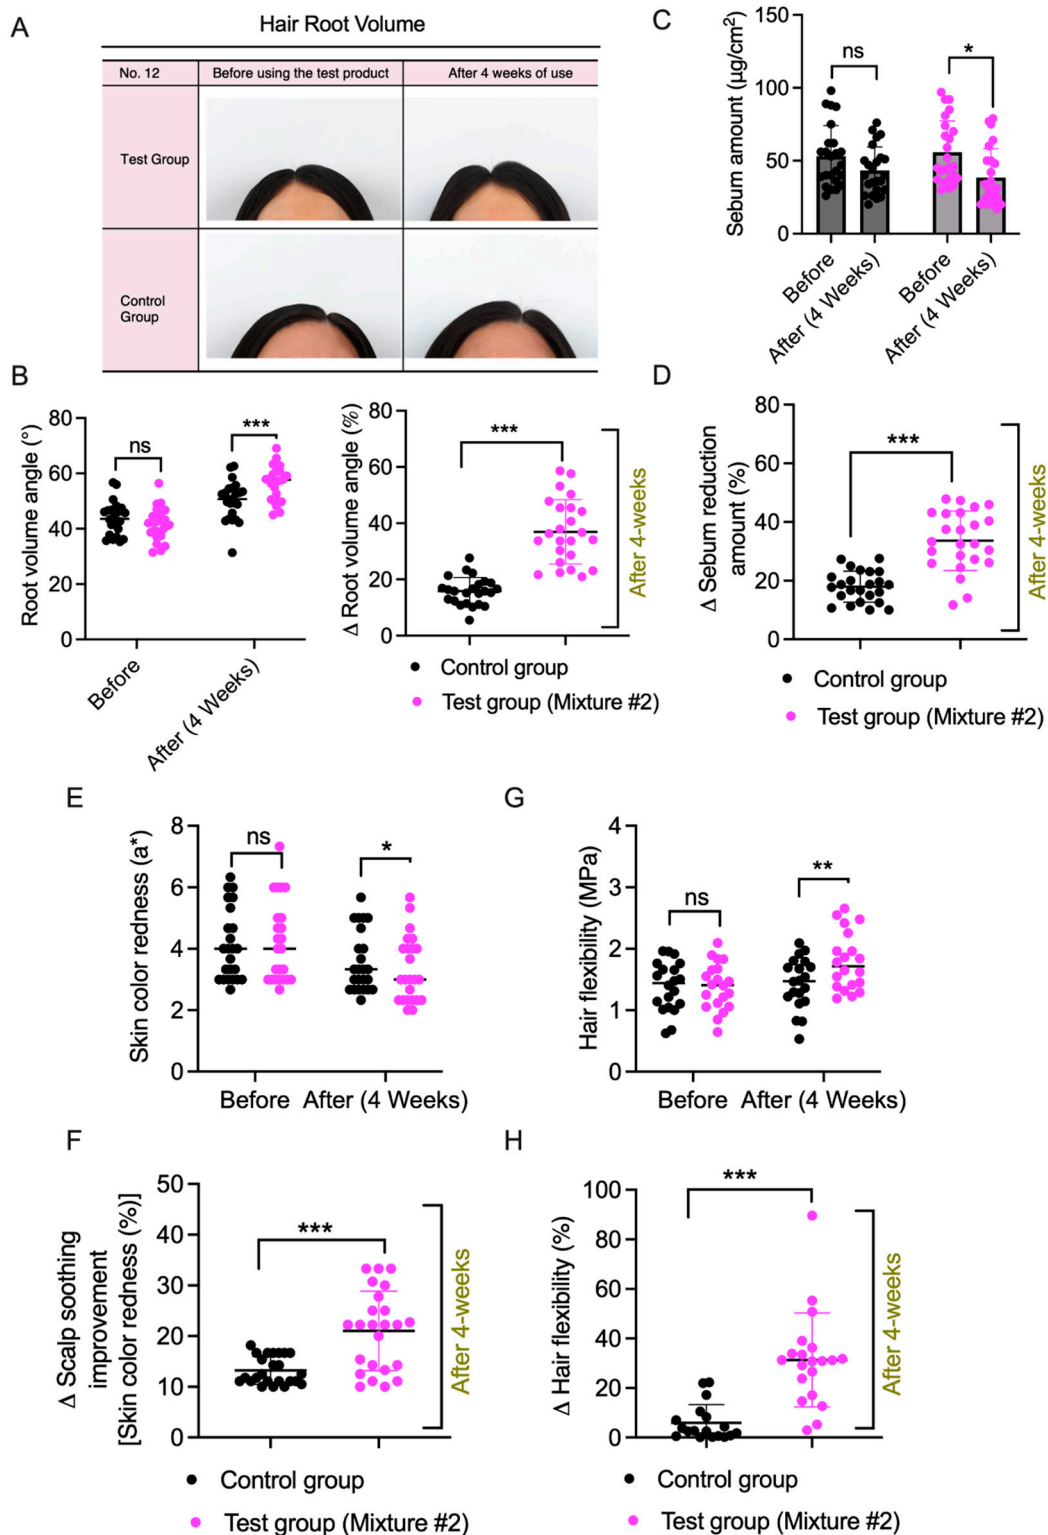 A
Hair Root Volume
No. 12
Before using the test product
After 4 weeks of use
Test Group
Control
Group
C
Sebum amount (µg/cm²)
150
100
50
0
ns
*
Before
After (4 Weeks)
Before
After (4 Weeks)
B
Root volume angle (°)
80
60
40
20
0
ns
***
Before
After (4 Weeks)
Δ Root volume angle (%)
80
60
40
20
0
***
After 4-weeks
Control group
Test group (Mixture #2)
D
Δ Sebum reduction
amount (%)
80
60
40
20
0
***
After 4-weeks
Control group
Test group (Mixture #2)
E
Skin color redness (a*)
8
6
4
2
0
ns
*
Before
After (4 Weeks)
G
Hair flexibility (MPa)
4
3
2
1
0
ns
**
Before
After (4 Weeks)
F
Δ Scalp soothing
improvement
[Skin color redness (%)]
50
40
30
20
10
0
***
After 4-weeks
Control group
Test group (Mixture #2)
H
Δ Hair flexibility (%)
100
80
60
40
20
0
***
After 4-weeks
Control group
Test group (Mixture #2)